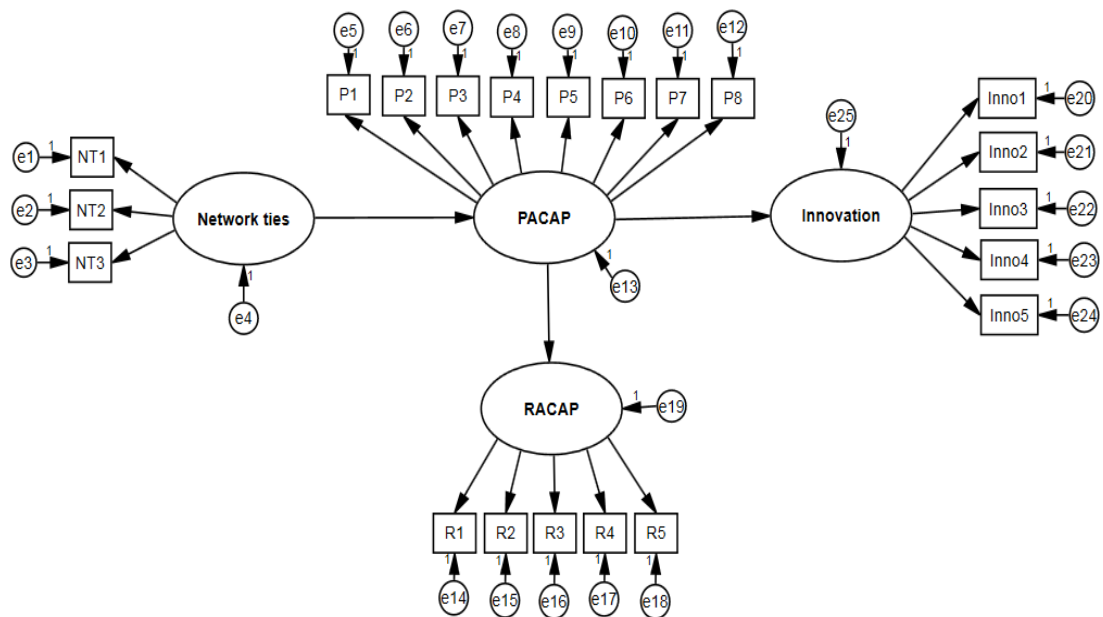 e5 e6 e7 e8 e9 e10 e11 e12
1 1 1 1 1 1 1 1
P1 P2 P3 P4 P5 P6 P7 P8
e1 1 NT1
e2 1 NT2
e3 1 NT3
Network ties
1
e4
PACAP
1
e13
e25
1
Innovation
Inno1 1 e20
Inno2 1 e21
Inno3 1 e22
Inno4 1 e23
Inno5 1 e24
RACAP
1 e19
R1 R2 R3 R4 R5
1 1 1 1 1
e14 e15 e16 e17 e18